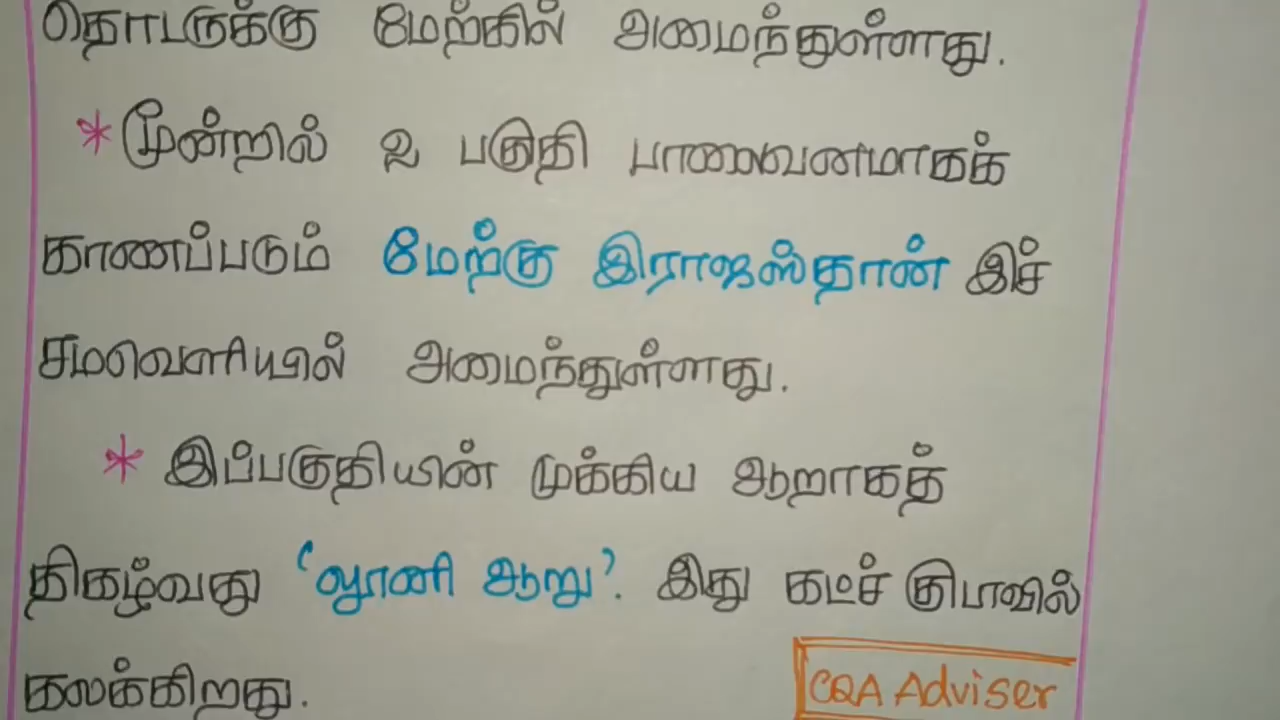 தொடருக்கு மேற்கில் அமைந்துள்ளது.
* மூன்றில் உ பகுதி பாலைவனமாகக்
காணப்படும் மேற்கு இராஜஸ்தான் இச்
சமவெளியில் அமைந்துள்ளது.
* இப்பகுதியின் முக்கிய ஆறாகத்
திகழ்வது ‘லூனி ஆறு’. இது கட்ச் குடாவில்
கலக்கிறது.
CQA Adviser